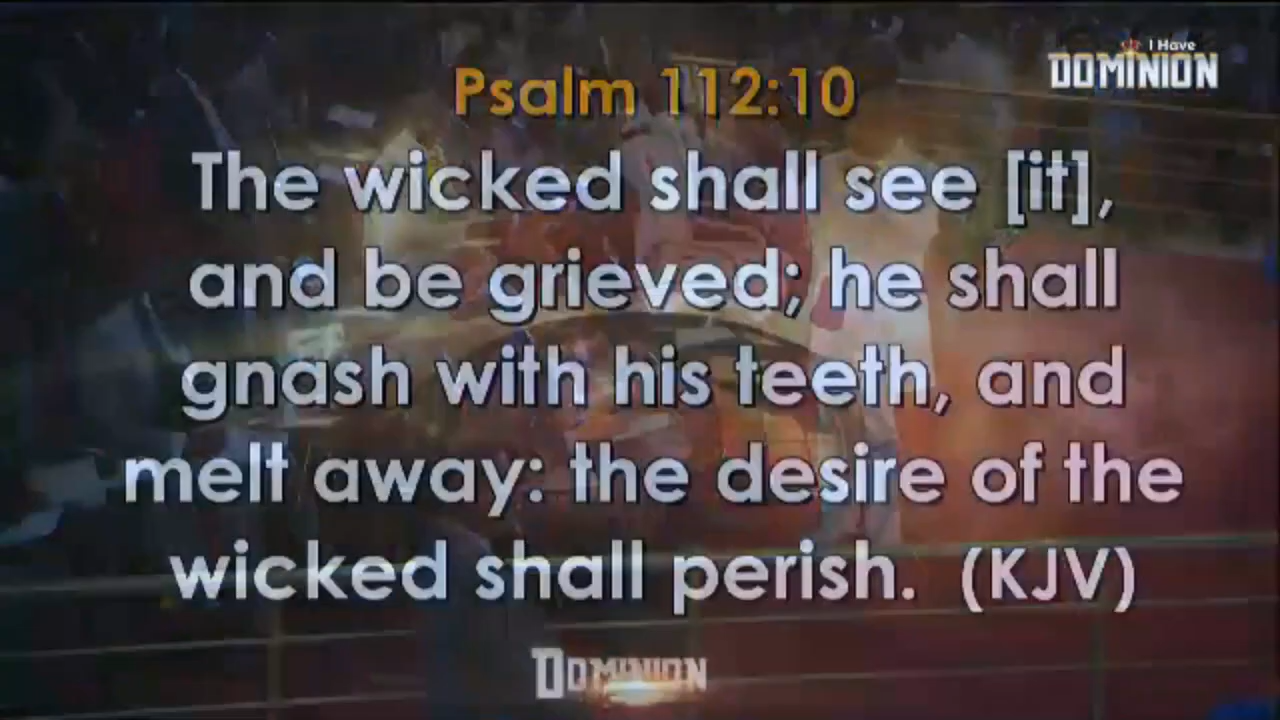 I Have
DOMINION
Psalm 112:10
The wicked shall see [it],
and be grieved; he shall
gnash with his teeth, and
melt away: the desire of the
wicked shall perish. (KJV)
DOMINION